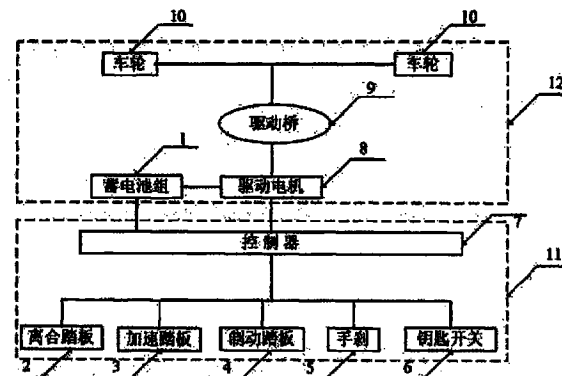 10
10
车轮
车轮
12
9
驱动桥
1
8
蓄电池组
驱动电机
7
控制器
11
离合踏板
加速踏板
制动踏板
手刹
钥匙开关
2
3
4
5
6